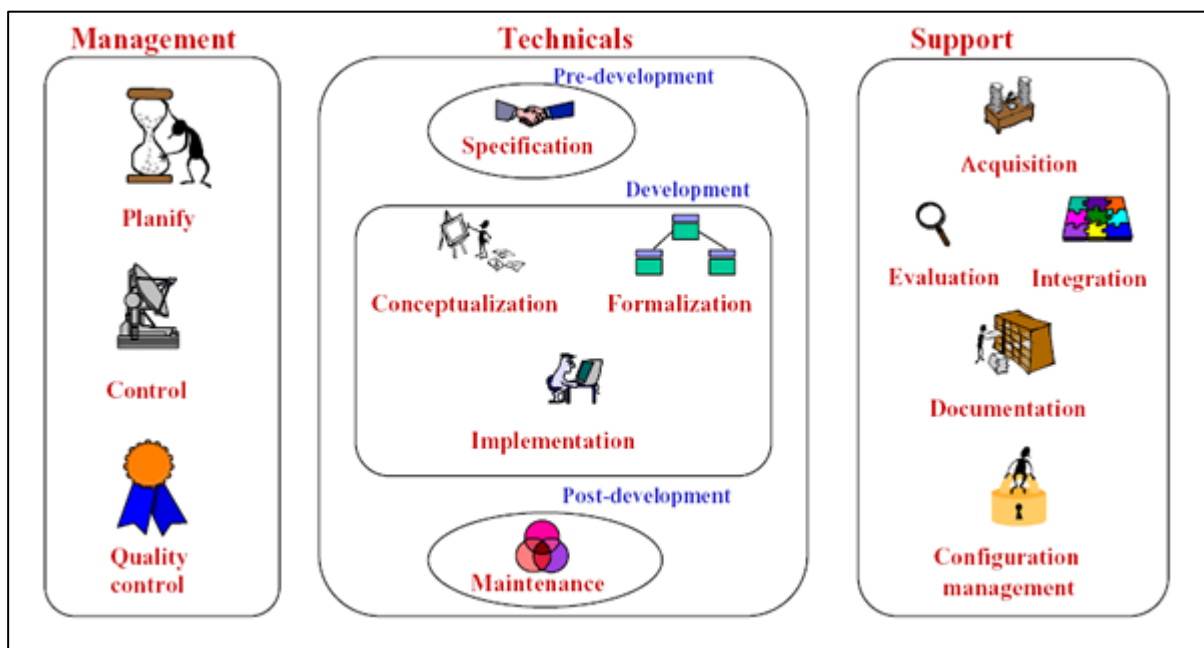 Management
Technicals
Support
Planify
Control
Quality
control
Pre-development
Specification
Development
Conceptualization
Formalization
Implementation
Post-development
Maintenance
Acquisition
Evaluation
Integration
Documentation
Configuration
management